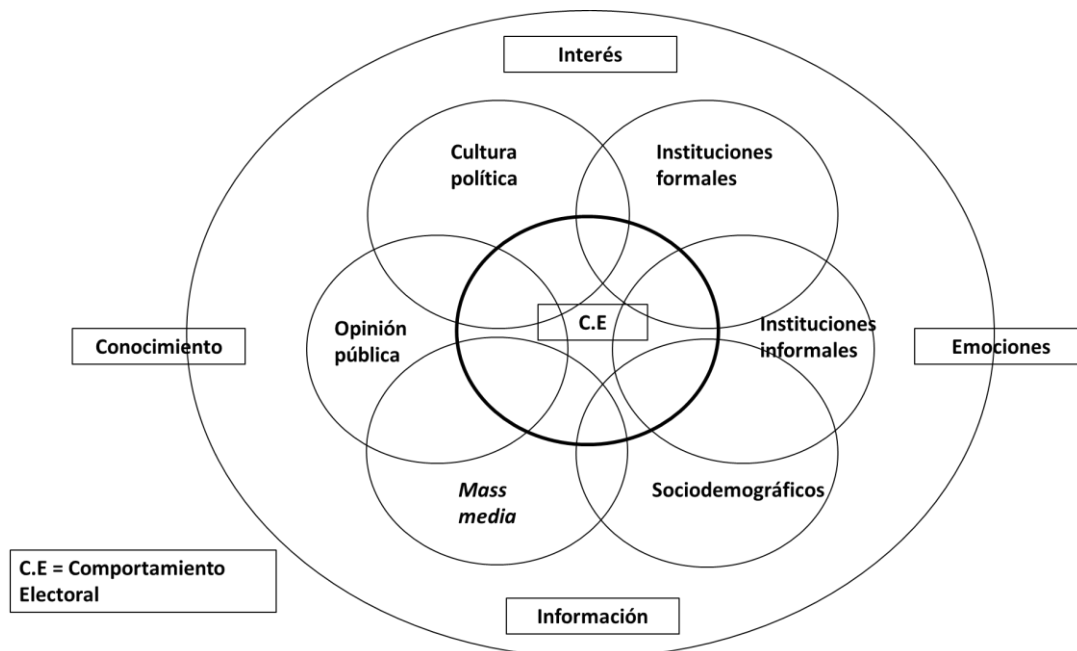 Interés
Cultura
política
Instituciones
formales
C.E
Opinión
pública
Instituciones
informales
Conocimiento
Emociones
Mass
media
Sociodemográficos
C.E = Comportamiento
Electoral
Información